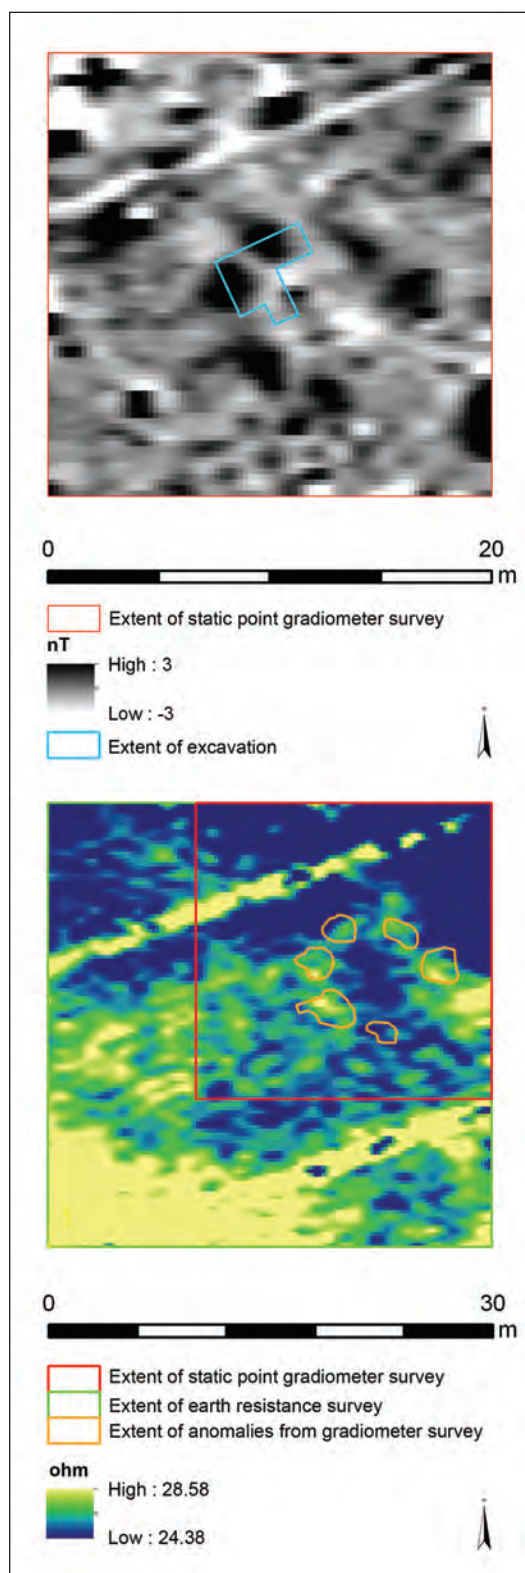 0 20
m
Extent of static point gradiometer survey
nT
High : 3
Low : -3
Extent of excavation
0 30
m
Extent of static point gradiometer survey
Extent of earth resistance survey
Extent of anomalies from gradiometer survey
ohm
High : 28.58
Low : 24.38